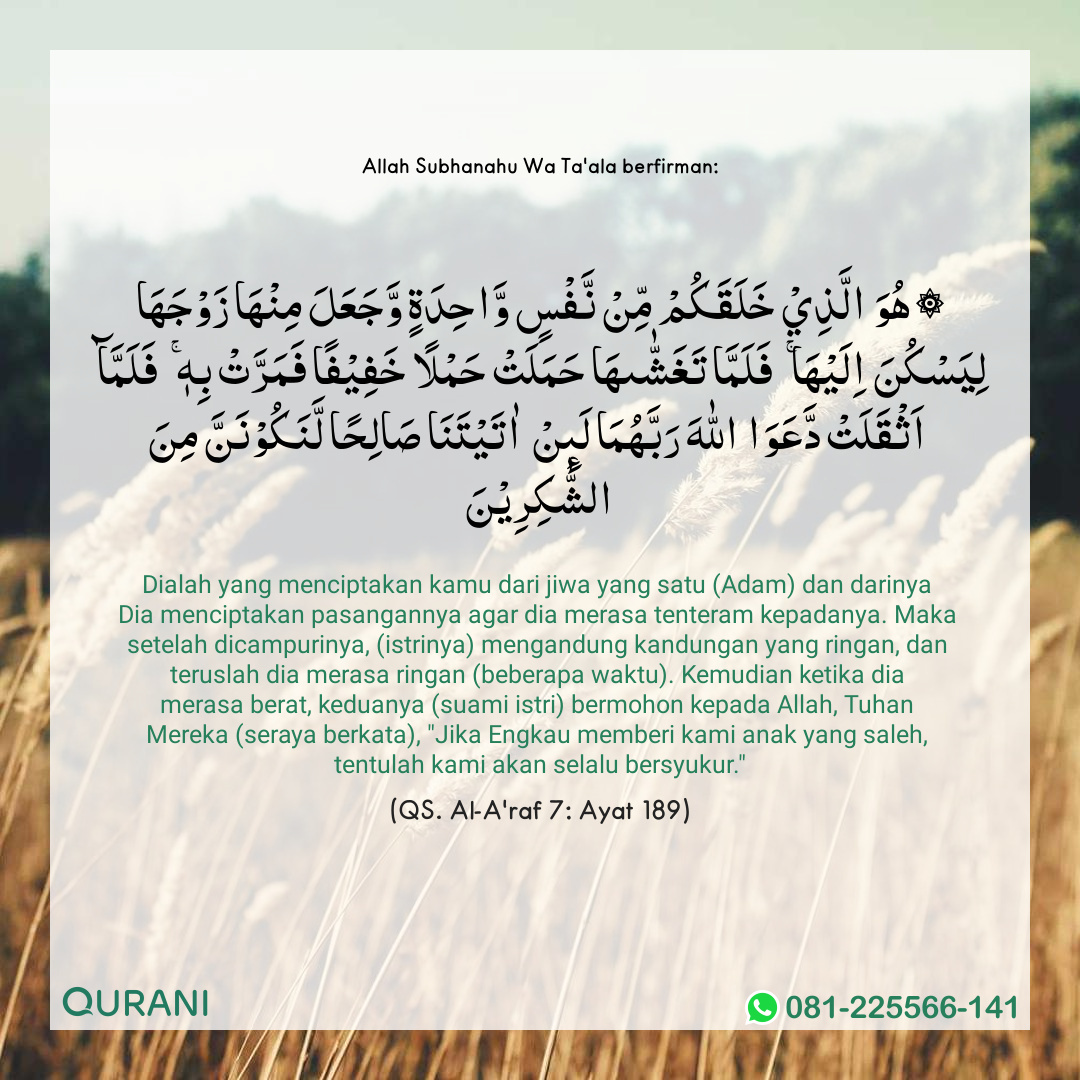 Allah Subhanahu Wa Ta'ala berfirman:
۞ هُوَ الَّذِيْ خَلَقَكُمْ مِّنْ نَّفْسٍ وَّاحِدَةٍ وَّجَعَلَ مِنْهَا زَوْجَهَا
لِيَسْكُنَ اِلَيْهَاۚ فَلَمَّا تَغَشّٰىهَا حَمَلَتْ حَمْلًا خَفِيْفًا فَمَرَّتْ بِهٖۚ فَلَمَّآ
اَثْقَلَتْ دَّعَوَا اللّٰهَ رَبَّهُمَا لَىِٕنْ اٰتَيْتَنَا صَالِحًا لَّنَكُوْنَنَّ مِنَ
الشّٰكِرِيْنَ
Dialah yang menciptakan kamu dari jiwa yang satu (Adam) dan darinya
Dia menciptakan pasangannya agar dia merasa tenteram kepadanya. Maka
setelah dicampurinya, (istrinya) mengandung kandungan yang ringan, dan
teruslah dia merasa ringan (beberapa waktu). Kemudian ketika dia
merasa berat, keduanya (suami istri) bermohon kepada Allah, Tuhan
Mereka (seraya berkata), "Jika Engkau memberi kami anak yang saleh,
tentulah kami akan selalu bersyukur."
(QS. Al-A'raf 7: Ayat 189)
QURANI
081-225566-141